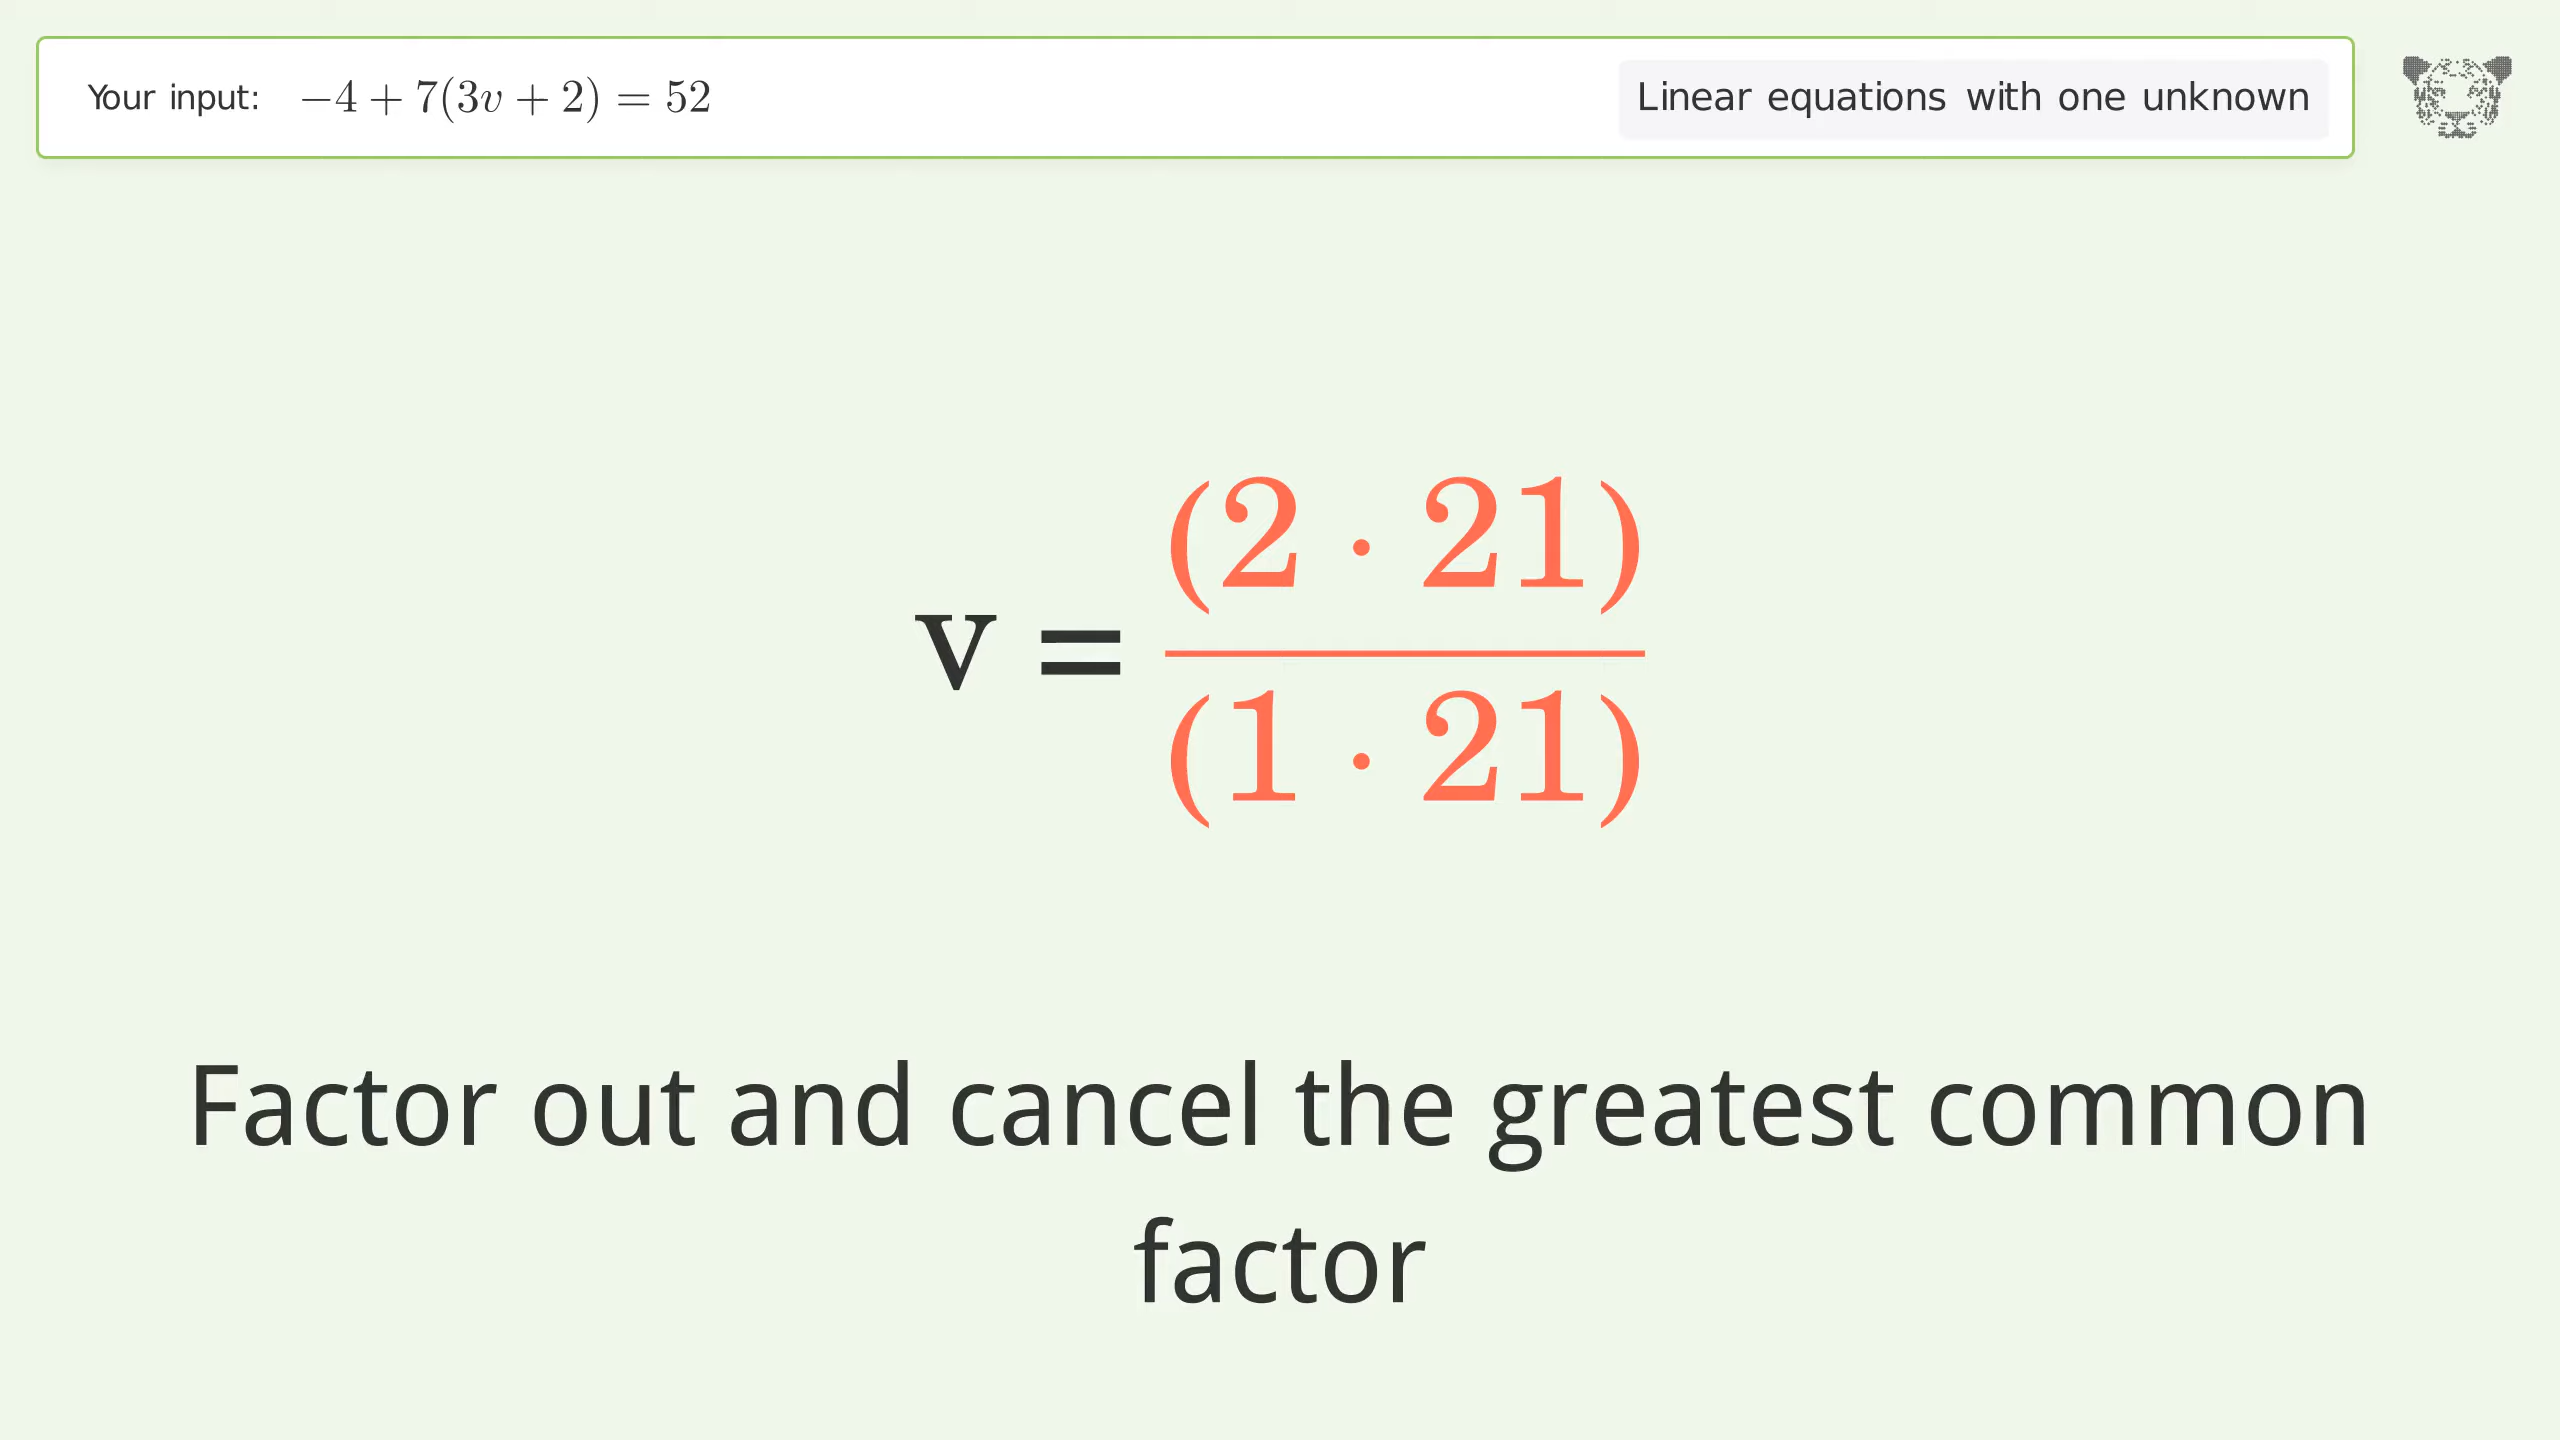 Your input: −4 + 7(3v + 2) = 52
Linear equations with one unknown
v = (2 · 21) / (1 · 21)
Factor out and cancel the greatest common
factor